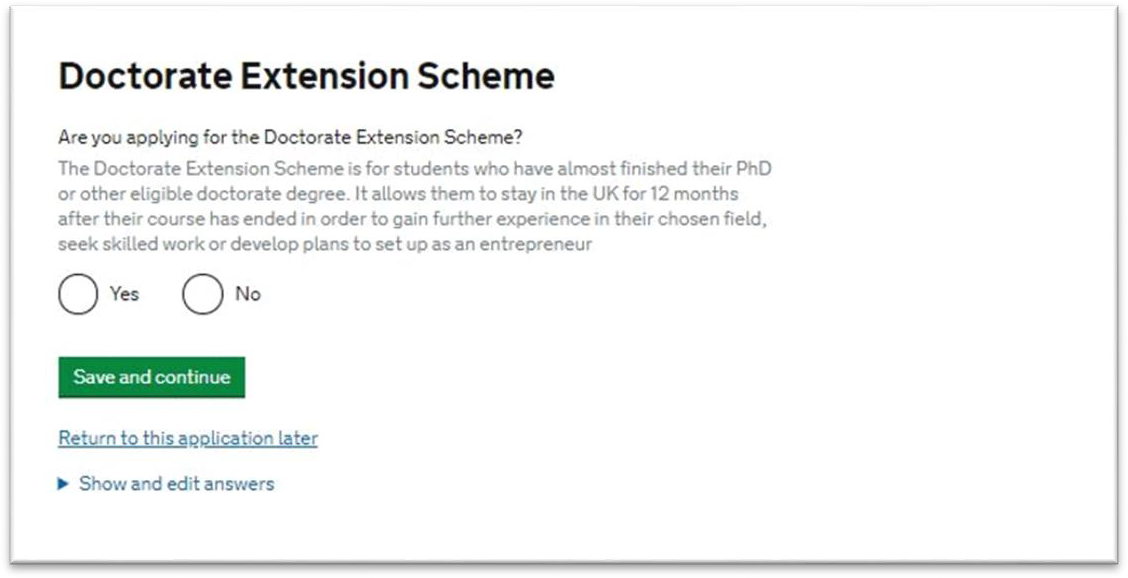 Doctorate Extension Scheme
Are you applying for the Doctorate Extension Scheme?
The Doctorate Extension Scheme is for students who have almost finished their PhD
or other eligible doctorate degree. It allows them to stay in the UK for 12 months
after their course has ended in order to gain further experience in their chosen field,
seek skilled work or develop plans to set up as an entrepreneur
Yes No
Save and continue
Return to this application later
Show and edit answers